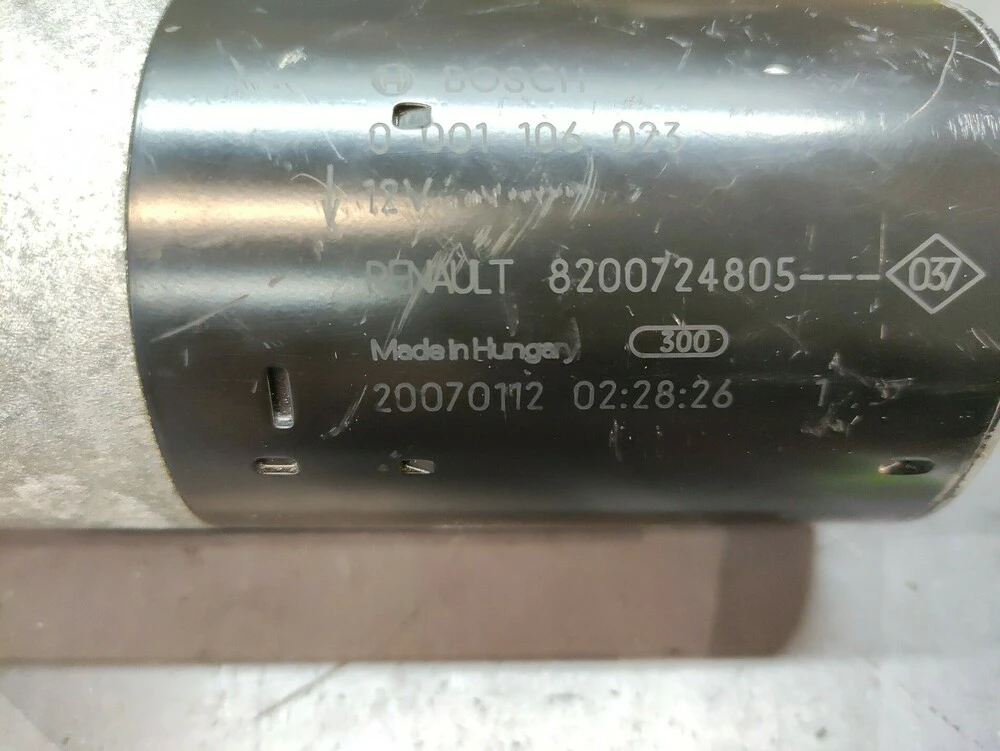 BOSCH
0 001 106 023
12V
RENAULT 8200724805--- 037
Made in Hungary 300
20070112 02:28:26 1